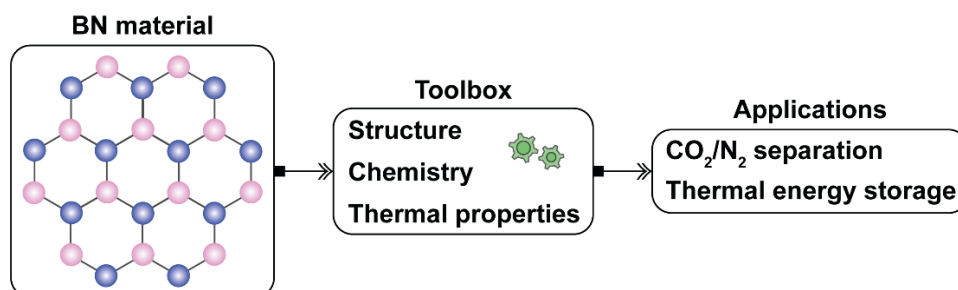 BN material
Toolbox
Structure
Chemistry
Thermal properties
Applications
CO₂/N₂ separation
Thermal energy storage